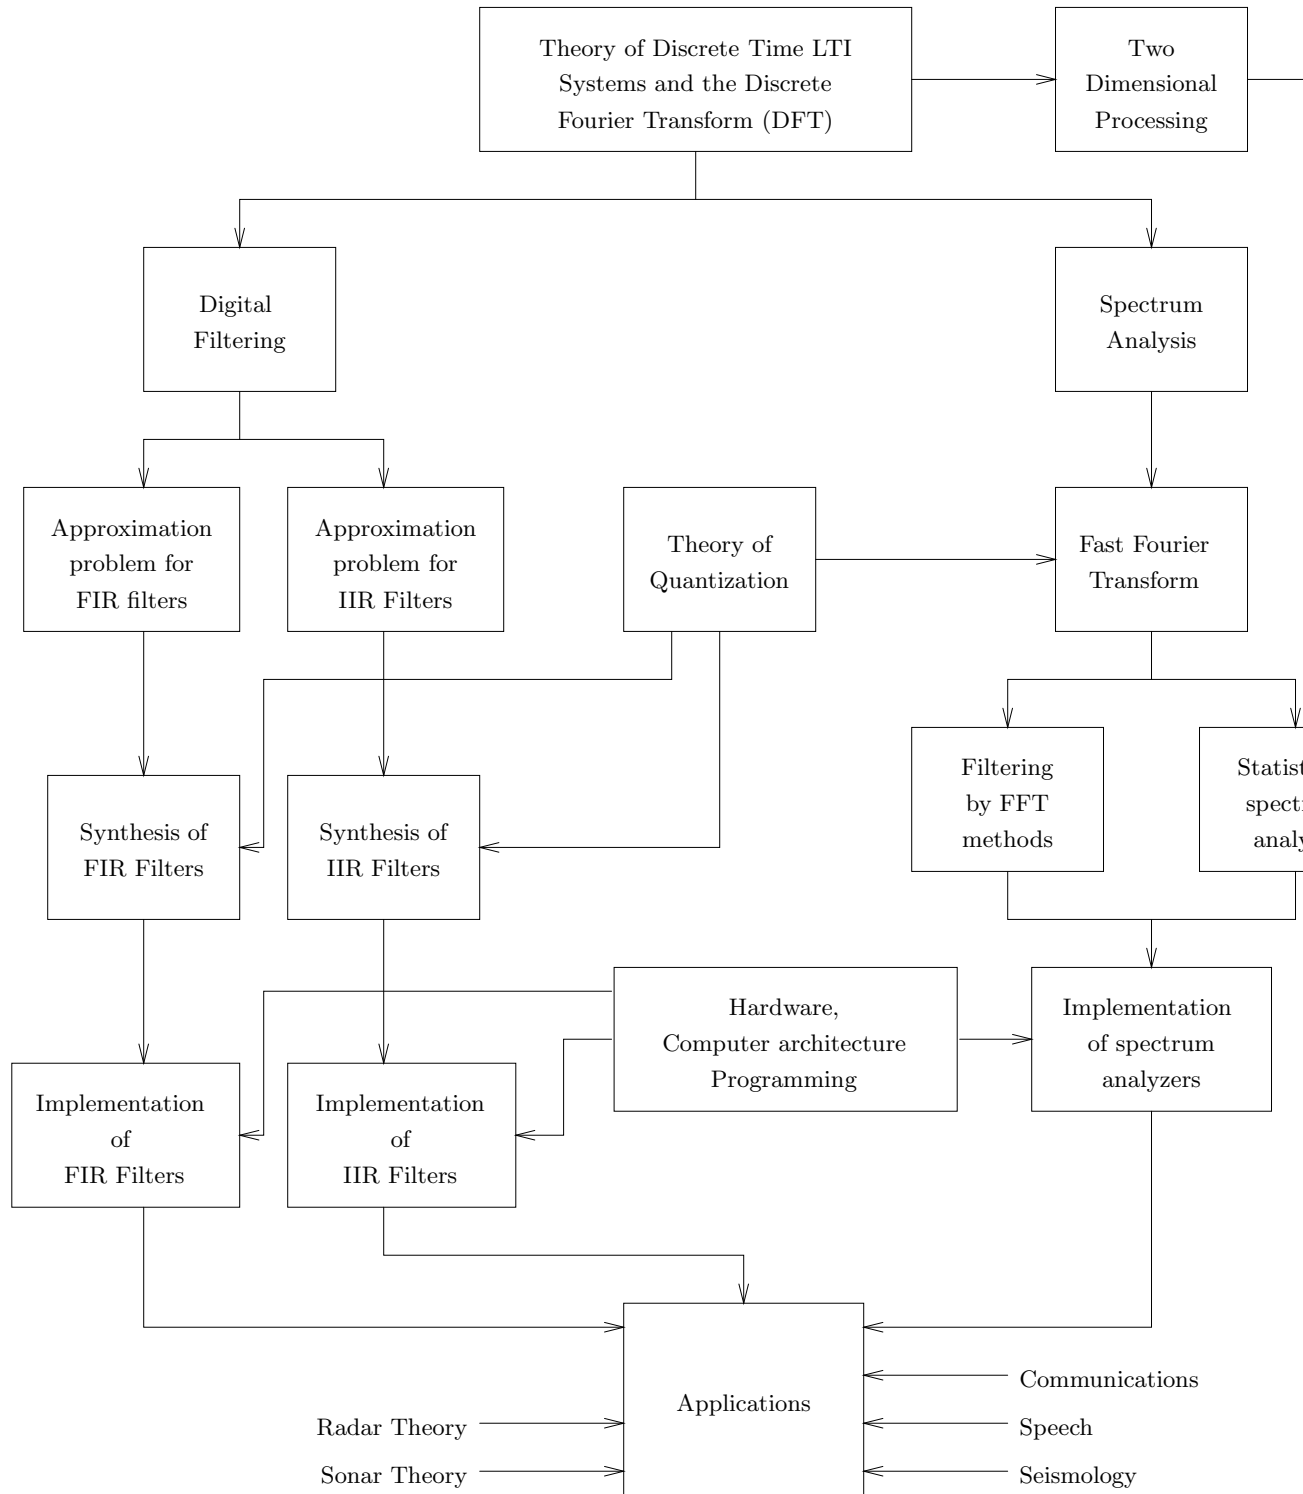 Theory of Discrete Time LTI
Systems and the Discrete
Fourier Transform (DFT)
Two
Dimensional
Processing
Digital
Filtering
Spectrum
Analysis
Approximation
problem for
FIR filters
Approximation
problem for
IIR Filters
Theory of
Quantization
Fast Fourier
Transform
Filtering
by FFT
methods
Synthesis of
FIR Filters
Synthesis of
IIR Filters
Hardware,
Computer architecture
Programming
Implementation
of spectrum
analyzers
Implementation
of
FIR Filters
Implementation
of
IIR Filters
Applications
Communications
Radar Theory
Speech
Sonar Theory
Seismology